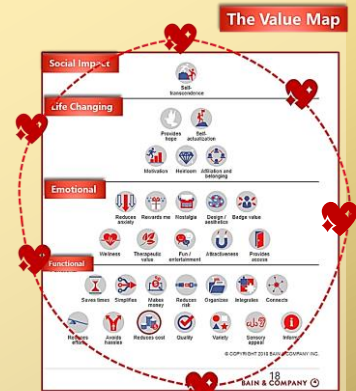 The Value Map
Social Impact
Self-
transcendence
Life Changing
Provides
hope
Self-
actualization
Motivation
Heirloom
Affiliation and
belonging
Emotional
Reduces
anxiety
Rewards me
Nostalgia
Design /
aesthetics
Badge value
Wellness
Therapeutic
value
Fun /
entertainment
Attractiveness
Provides
access
Functional
Saves times
Simplifies
Makes
money
Reduces
risk
Organizes
Integrates
Connects
Reduces
efforts
Avoids
hassles
Reduces cost
Quality
Variety
Sensory
appeal
Informs
© COPYRIGHT 2018 BAIN & COMPANY INC.
18
BAIN & COMPANY